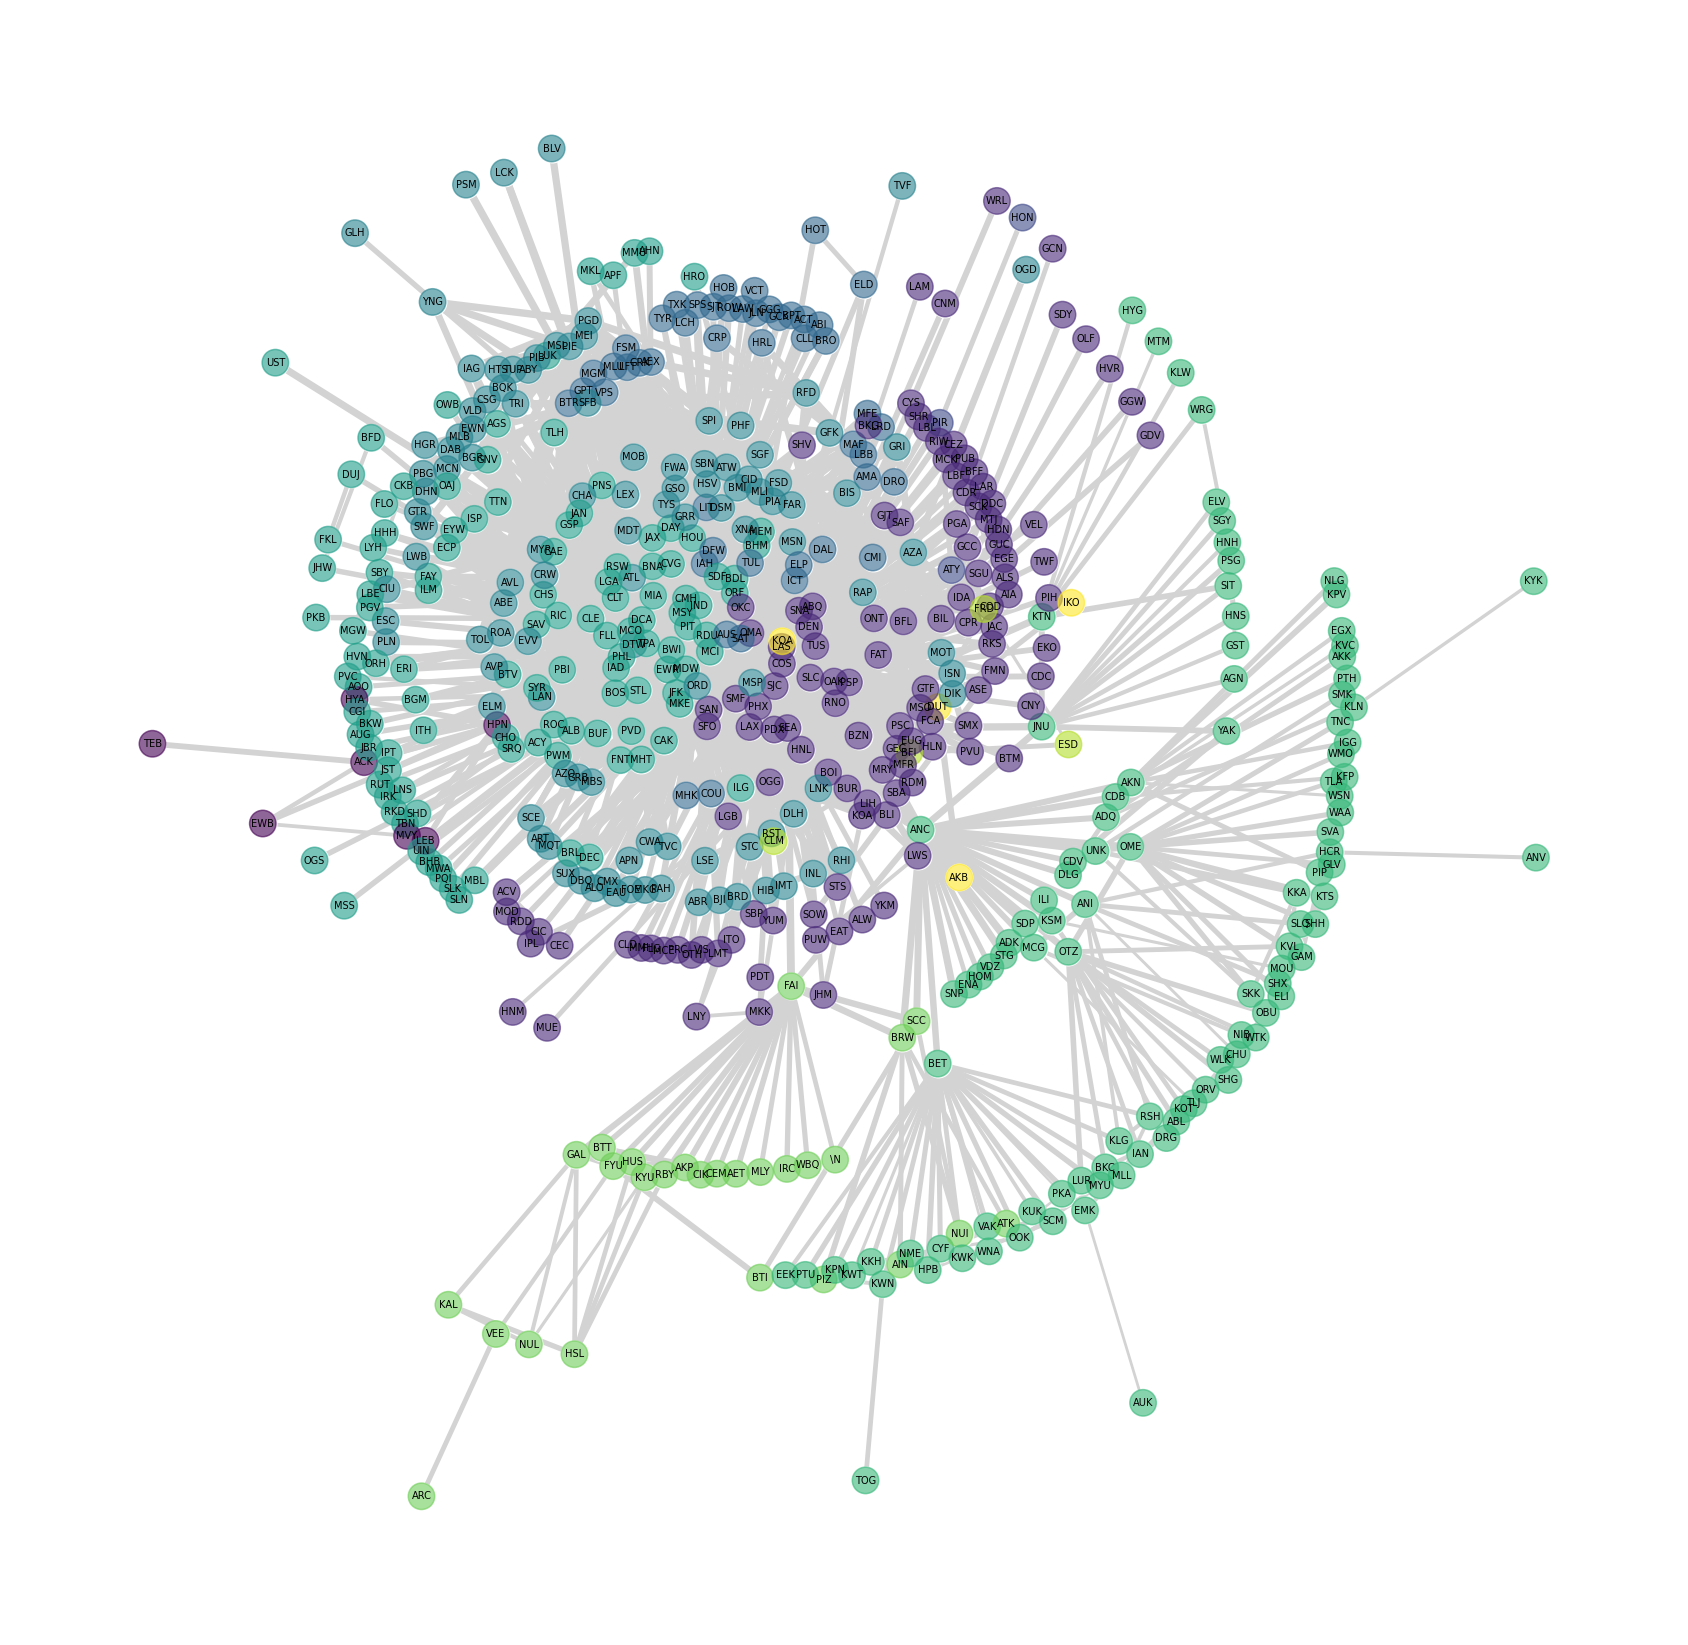 BLV
LCK
PSM
TVF
WRL
HON
HOT
GLH
GCN
MMO
AHN
OGD
MKL
APF
HRO
ELD
LAM
HOB
VCT
YNG
CNM
TXK
SPS
HYG
SDY
TYR
LCH
PGD
ABI
MEI
CRP
HRL
CLL
BRO
OLF
MTM
FSM
UST
IAG
HVR
KLW
MGM
AEX
BQK
GPT
VPS
RFD
CSG
TRI
BTR
SFB
OWB
VLD
GGW
WRG
CYS
MFE
SPI
PHF
AGS
EWN
TLH
GFK
PIR
GDV
BFD
HGR
MLB
DAB
SHV
MAF
GRI
LBB
MOB
SGF
DUJ
PBG
MCN
BGR
GNV
FWA
SBN
ATW
AMA
DRO
CKB
DHN
OAJ
PNS
LEX
GSO
HSV
BMI
CID
MLI
FSD
BIS
FLO
TTN
CHA
JAN
TYS
PIA
FAR
ELV
GTR
SWF
ISP
GSP
GRR
LIT
DSM
GJT
SAF
SGY
HHH
EYW
MDT
DAY
XNA
MEM
PGA
VEL
FKL
LYH
ECP
JAX
HOU
BHM
MSN
DAL
GCC
HNH
LWB
MYR
CAE
DFW
IAH
TUL
ELP
CMI
AZA
TWF
PSG
JHW
SBY
FAY
CRW
RSW
BNA
CVG
SDF
BDL
ICT
ATY
SGU
NLG
KYK
CIU
ILM
AVL
LGA
ATL
CHS
ORF
RAP
SIT
KPV
LBE
PGV
ABE
CLT
MIA
CMH
IND
OKC
SNA
ABQ
IDA
AIA
PIH
IKO
PKB
ESC
SAV
RIC
CLE
DCA
MSY
PIT
DEN
ONT
BFL
BIL
CPR
JAC
KTN
HNS
MGW
PLN
TOL
ROA
EVV
FLL
MCO
RDU
AUS
SAT
OMA
KOA
LAS
TUS
FAT
RKS
EGX
HVN
ORH
ERI
AVP
BTV
PBI
PHL
IAD
DTW
TPA
BWI
MCI
COS
MOT
ISN
FMN
EKO
GST
KVC
AKK
PVC
AOO
HYA
SYR
LAN
BOS
STL
EWR
MDW
JFK
MKE
ORD
MSP
SJC
SLC
OAK
PSP
RNO
GTF
DIK
ASE
CDC
AGN
PTH
SMK
KLN
BGM
CGI
ELM
SMF
SAN
PHX
MSO
OUT
FCA
CNY
TEB
BKW
AUG
ITH
HPN
CHO
SRQ
ROC
ACY
ALB
BUF
PVD
CAK
SFO
LAX
PDX
SEA
BZN
PSC
EUG
SMX
JNU
ESD
YAK
TNC
IGG
JBR
ACK
IPT
PWM
FNT
MHT
HNL
HLN
PVU
BTM
WMO
JST
RUT
LNS
IRK
AZO
GRB
MBS
OGG
BOI
MRY
MFR
RDM
AKN
TLA
KFP
EWB
RKD
SHD
MHK
COU
ILG
LNK
BUR
SBA
CDB
WSN
TBN
MVY
LEB
SCE
LGB
DLH
LIH
KOA
BLI
ANC
ADQ
WAA
OGS
UIN
BHB
ART
MQT
BRL
DEC
CWA
TVC
RST
CLM
STC
LWS
UNK
OME
SVA
HCR
ANV
MWA
PQI
SLK
SLN
MBL
APN
LSE
RHI
INL
CDV
DLG
GLV
PIP
MSS
ACV
SUX
DBQ
ALO
CMX
EAU
PAH
HIB
IMT
STS
AKB
KKA
KTS
MOD
RDD
ABR
BJI
BRD
SBP
YUM
SOW
ALW
YKM
ILI
ANI
KSM
SDP
SHH
IPL
CIC
CEC
CLD
ITO
LMT
PUW
EAT
ADK
STG
MCG
OTZ
KVL
GAM
PDT
FAI
JHM
VDZ
HOM
ENA
SNP
MOU
SHX
ELI
SKK
HNM
MUE
LNY
MKK
SCC
BRW
OBU
NIB
WTK
BET
WLK
CHU
SHG
ORV
TLJ
KOT
ABL
RSH
DRG
GAL
BTT
FYU
HUS
KYU
RBY
AKP
CIK
CEM
AET
MLY
IRC
WBQ
\N
KLG
IAN
BKC
MLL
LUR
MYU
PKA
EMK
KUK
SCM
ATK
VAK
OOK
NUI
CYF
WNA
KWK
NME
AIN
HPB
KKH
KWN
KPN
KWT
BTI
EEK
PTU
PIZ
KAL
VEE
NUL
HSL
AUK
TOG
ARC